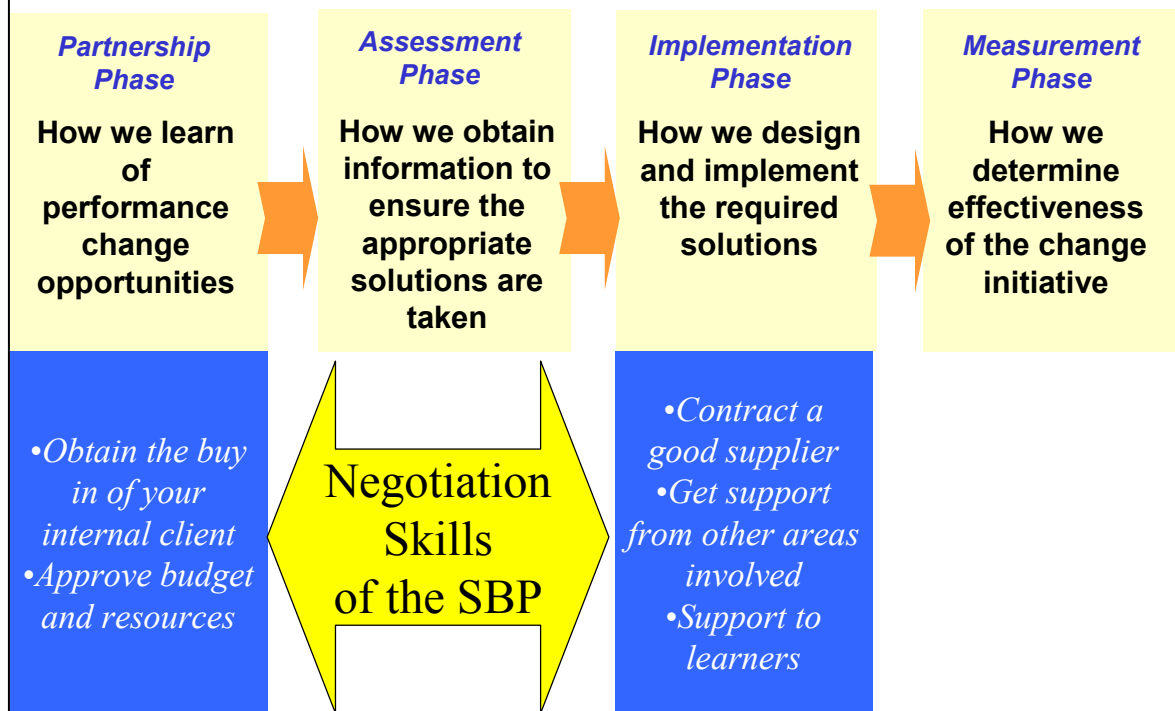 Partnership
Phase
How we learn
of
performance
change
opportunities
Assessment
Phase
How we obtain
information to
ensure the
appropriate
solutions are
taken
Implementation
Phase
How we design
and implement
the required
solutions
Measurement
Phase
How we
determine
effectiveness
of the change
initiative
•Obtain the buy
in of your
internal client
•Approve budget
and resources
Negotiation
Skills
of the SBP
•Contract a
good supplier
•Get support
from other areas
involved
•Support to
learners